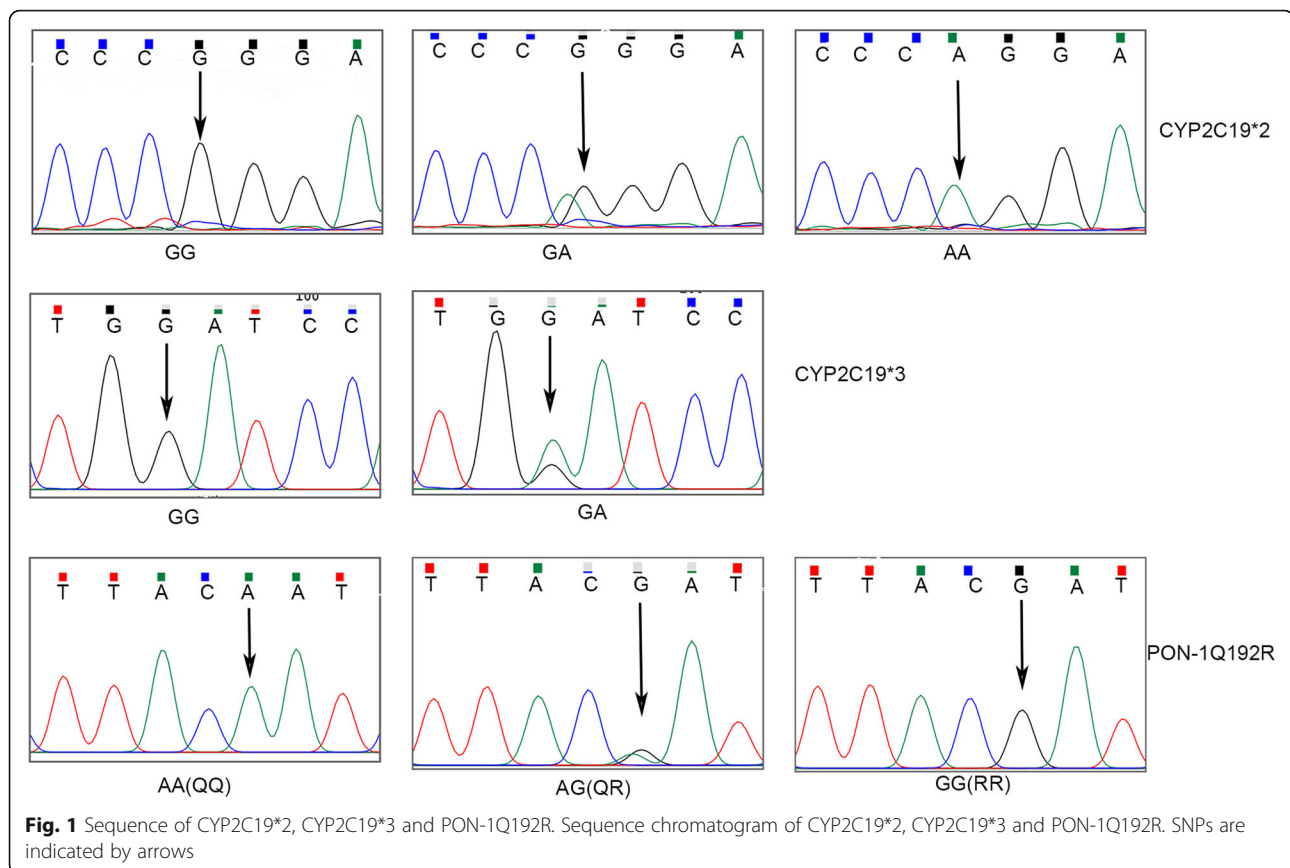 C C C G G G A
C C C G G G A
C C C A G G A
CYP2C19*2
GG
GA
AA
T G G A T C C
T G G A T C C
CYP2C19*3
GG
GA
T T A C A A T
T T A C G A T
T T A C G A T
PON-1Q192R
AA(QQ)
AG(QR)
GG(RR)
Fig. 1 Sequence of CYP2C19*2, CYP2C19*3 and PON-1Q192R. Sequence chromatogram of CYP2C19*2, CYP2C19*3 and PON-1Q192R. SNPs are
indicated by arrows